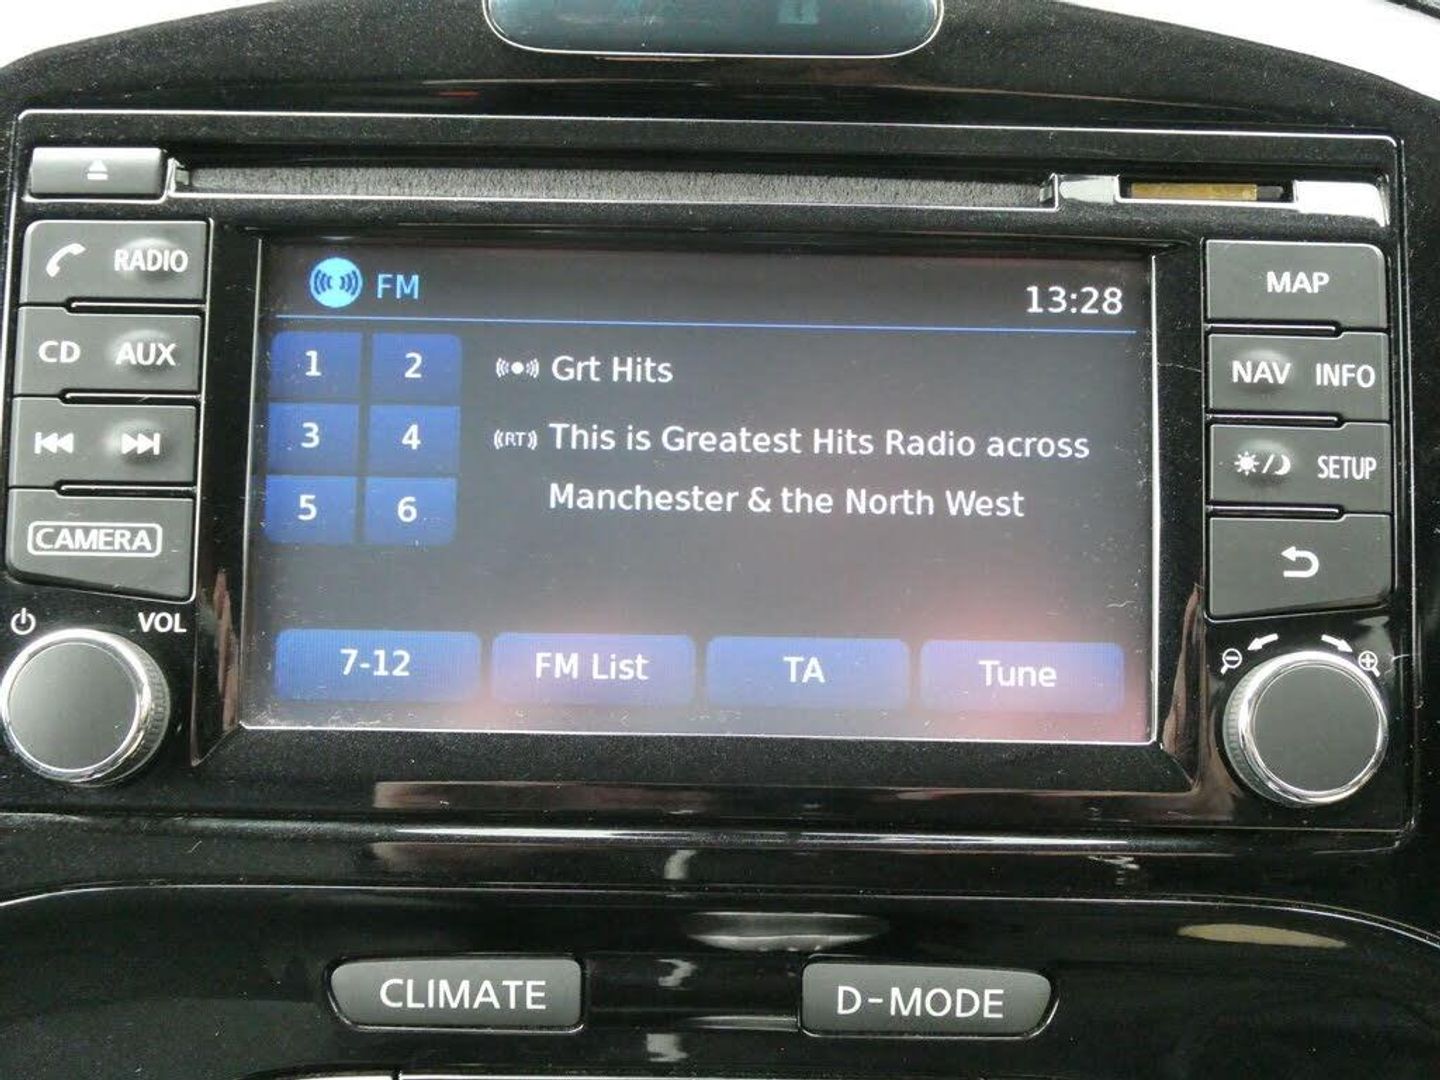 RADIO
CD AUX
CAMERA
VOL
FM
13:28
1 2
3 4
5 6
Grt Hits
RT This is Greatest Hits Radio across
Manchester & the North West
7-12 FM List TA Tune
MAP
NAV INFO
SETUP
CLIMATE D-MODE